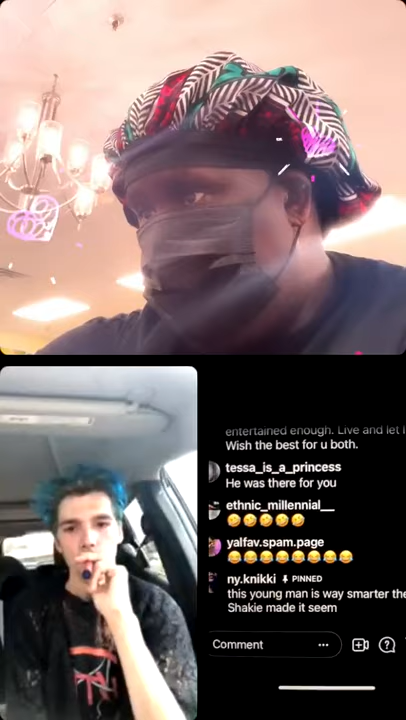 entertained enough. Live and let l
Wish the best for u both.
tessa_is_a_princess
He was there for you
ethnic_millennial__
yalfav.spam.page
ny.knikki PINNED
this young man is way smarter the
Shakie made it seem
Comment